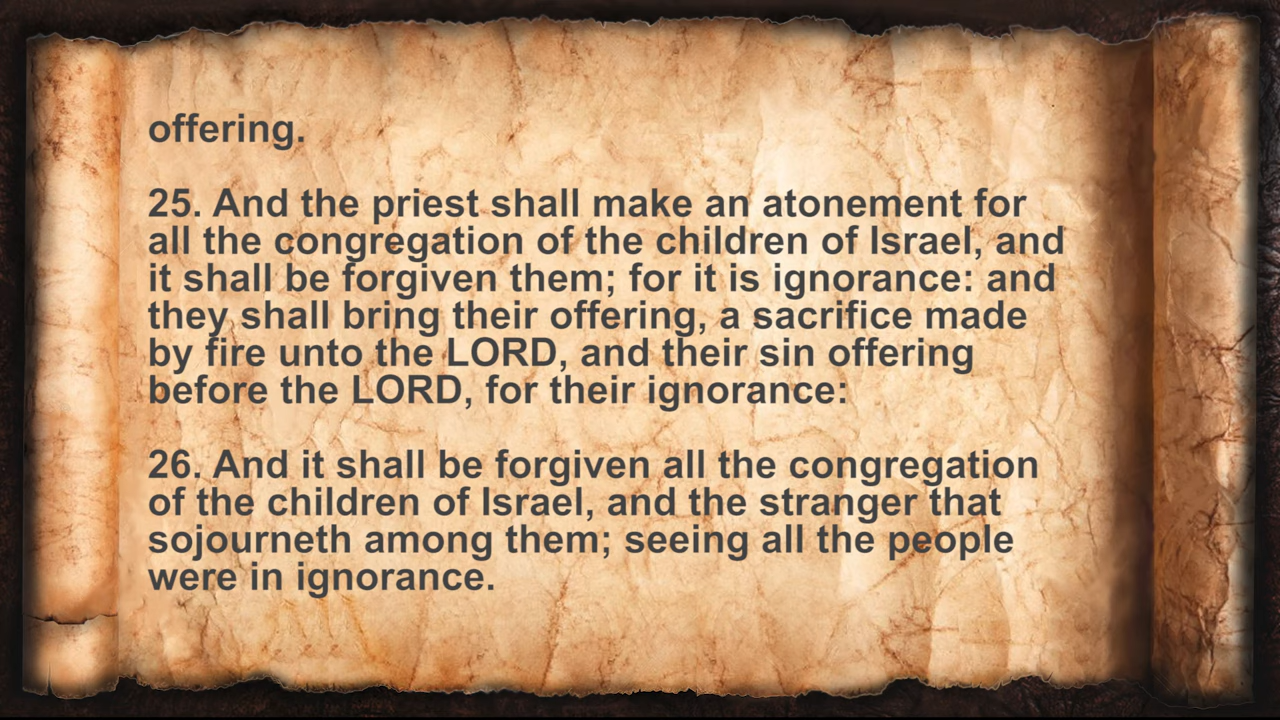 offering.
25. And the priest shall make an atonement for
all the congregation of the children of Israel, and
it shall be forgiven them; for it is ignorance: and
they shall bring their offering, a sacrifice made
by fire unto the LORD, and their sin offering
before the LORD, for their ignorance:
26. And it shall be forgiven all the congregation
of the children of Israel, and the stranger that
sojourneth among them; seeing all the people
were in ignorance.